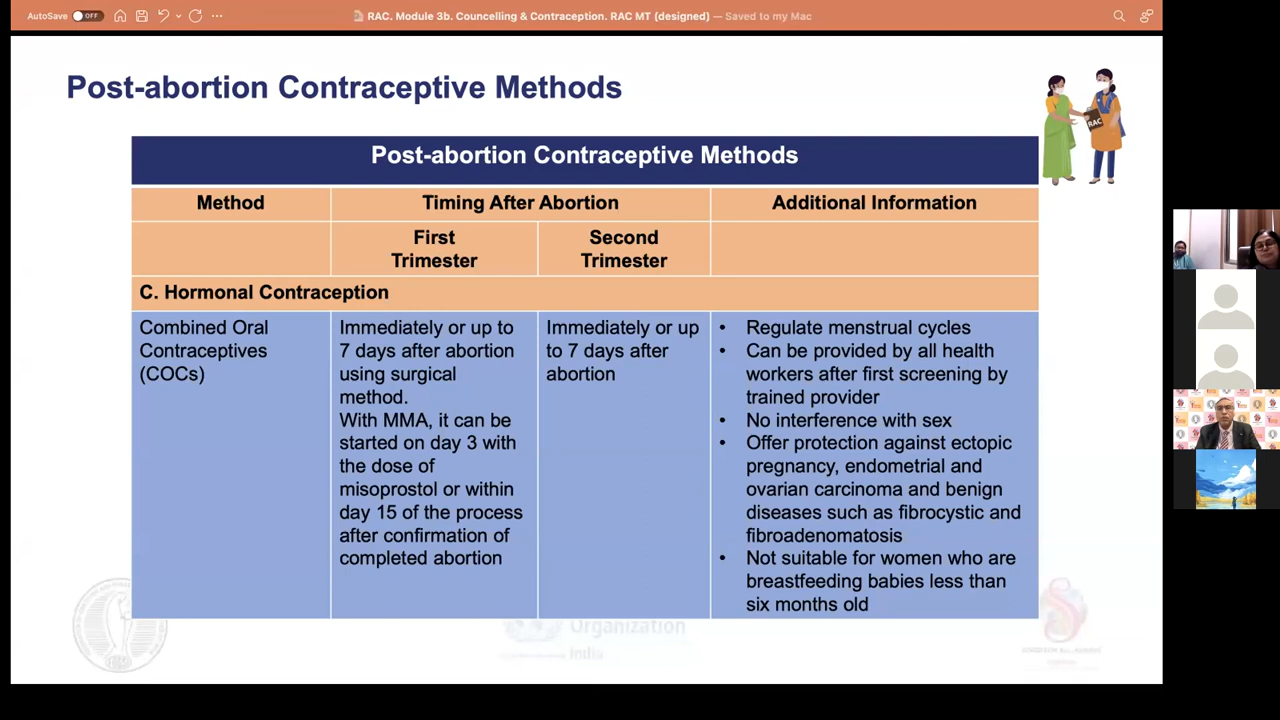 AutoSave OFF
RAC. Module 3b. Councelling & Contraception. RAC MT (designed) — Saved to my Mac
Post-abortion Contraceptive Methods
RAC
Post-abortion Contraceptive Methods
Method Timing After Abortion Additional Information
First
Trimester
Second
Trimester
C. Hormonal Contraception
Combined Oral
Contraceptives
(COCs)
Immediately or up to
7 days after abortion
using surgical
method.
With MMA, it can be
started on day 3 with
the dose of
misoprostol or within
day 15 of the process
after confirmation of
completed abortion
Immediately or up
to 7 days after
abortion
• Regulate menstrual cycles
• Can be provided by all health
workers after first screening by
trained provider
• No interference with sex
• Offer protection against ectopic
pregnancy, endometrial and
ovarian carcinoma and benign
diseases such as fibrocystic and
fibroadenomatosis
• Not suitable for women who are
breastfeeding babies less than
six months old
Organization
India